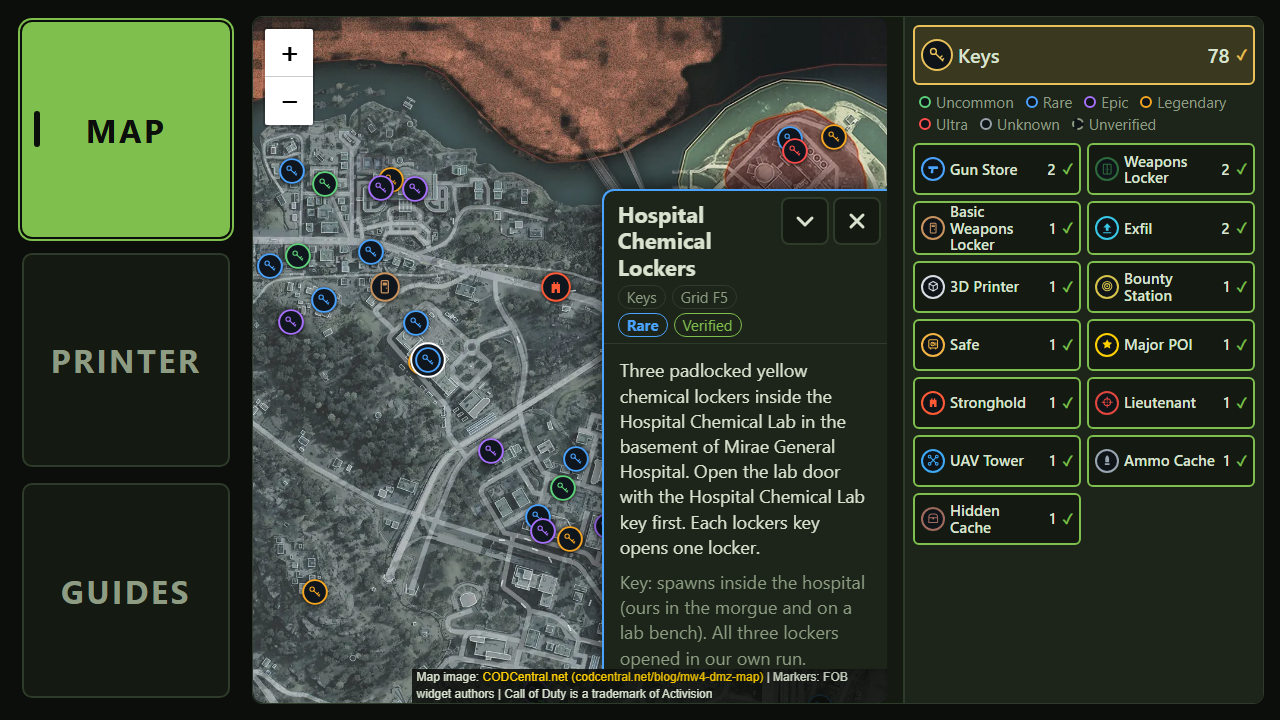 MAP
PRINTER
GUIDES
+
−
Hospital
Chemical
Lockers
Keys Grid F5
Rare Verified
Three padlocked yellow
chemical lockers inside the
Hospital Chemical Lab in the
basement of Mirae General
Hospital. Open the lab door
with the Hospital Chemical Lab
key first. Each lockers key
opens one locker.
Key: spawns inside the hospital
(ours in the morgue and on a
lab bench). All three lockers
opened in our own run.
Map image: CODCentral.net (codcentral.net/blog/mw4-dmz-map) | Markers: FOB
widget authors | Call of Duty is a trademark of Activision
Keys 78 ✓
Uncommon Rare Epic Legendary
Ultra Unknown Unverified
Gun Store 2 ✓
Weapons
Locker 2 ✓
Basic
Weapons
Locker 1 ✓
Exfil 2 ✓
3D Printer 1 ✓
Bounty
Station 1 ✓
Safe 1 ✓
Major POI 1 ✓
Stronghold 1 ✓
Lieutenant 1 ✓
UAV Tower 1 ✓
Ammo Cache 1 ✓
Hidden
Cache 1 ✓